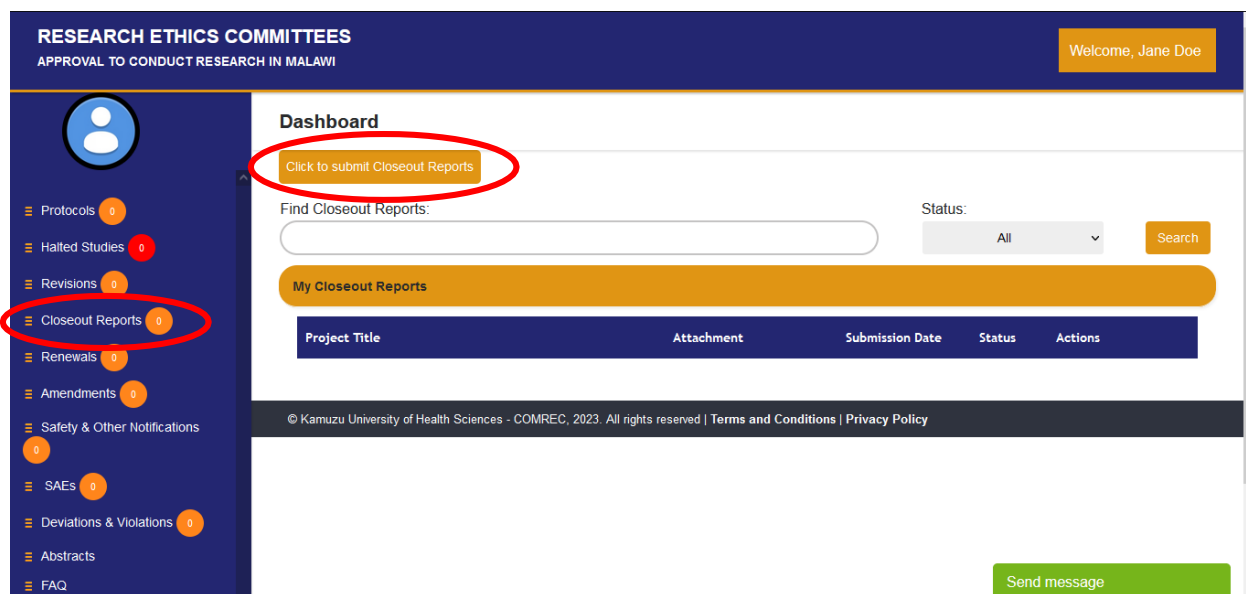 RESEARCH ETHICS COMMITTEES
APPROVAL TO CONDUCT RESEARCH IN MALAWI
Welcome, Jane Doe
Protocols 0
Halted Studies 0
Revisions 0
Closeout Reports 0
Renewals 0
Amendments 0
Safety & Other Notifications
0
SAEs 0
Deviations & Violations 0
Abstracts
FAQ
Dashboard
Click to submit Closeout Reports
Find Closeout Reports: Status:
All Search
My Closeout Reports
Project Title Attachment Submission Date Status Actions
© Kamuzu University of Health Sciences - COMREC, 2023. All rights reserved | Terms and Conditions | Privacy Policy
Send message